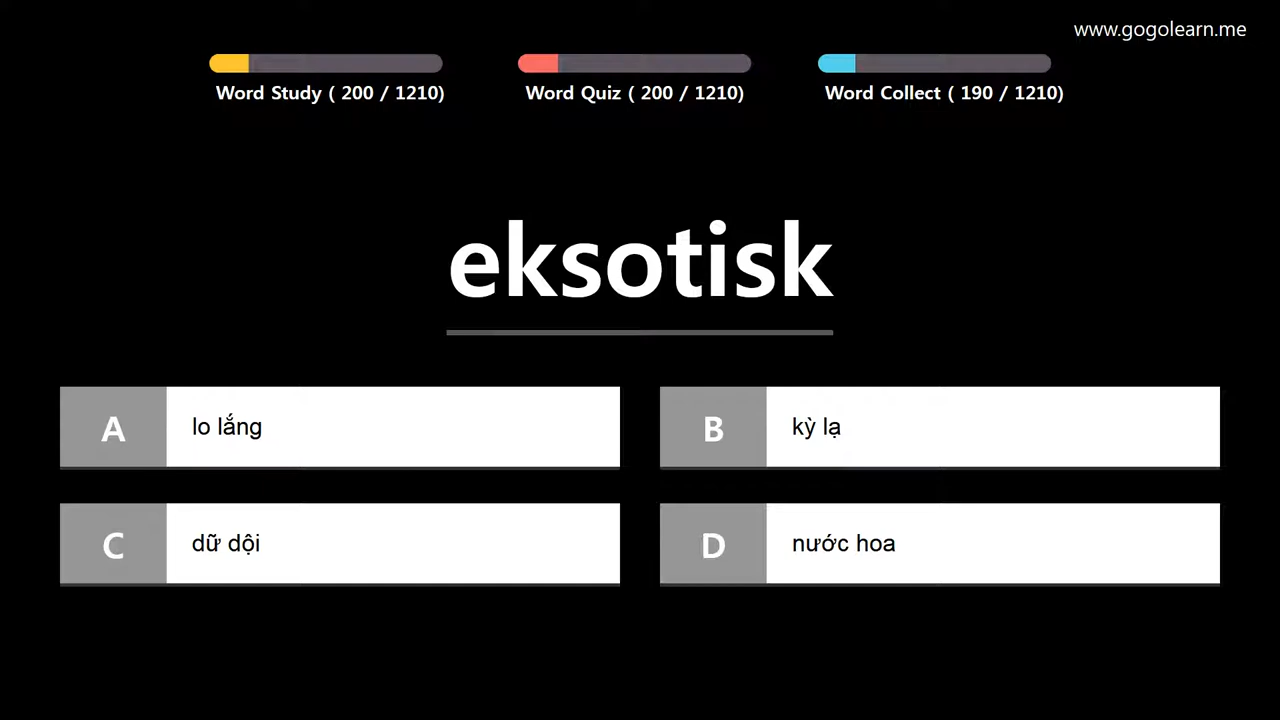 www.gogolearn.me
Word Study ( 200 / 1210)
Word Quiz ( 200 / 1210)
Word Collect ( 190 / 1210)
eksotisk
A lo lắng
B kỳ lạ
C dữ dội
D nước hoa